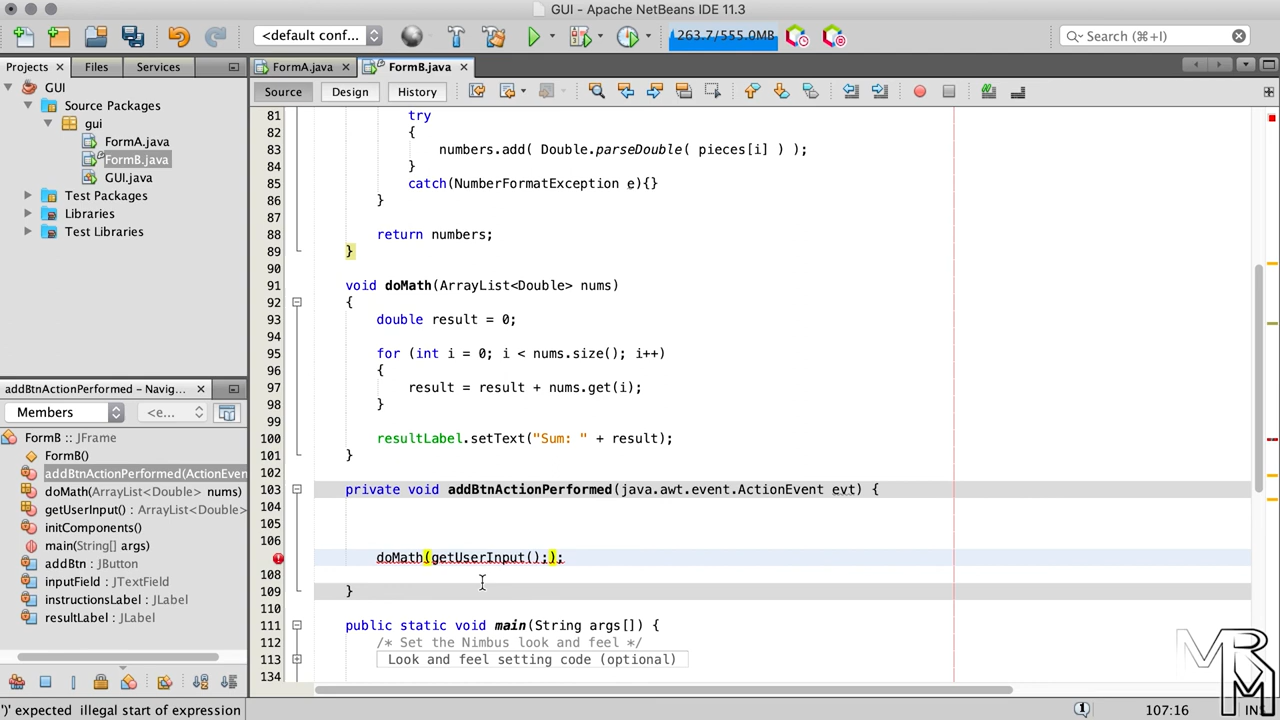 GUI - Apache NetBeans IDE 11.3
<default conf...
263.7/555.0MB
Search (⌘+I)
Projects
Files
Services
FormA.java
FormB.java
GUI
Source Packages
gui
FormA.java
FormB.java
GUI.java
Test Packages
Libraries
Test Libraries
Source
Design
History
81 try
82 {
83 numbers.add( Double.parseDouble( pieces[i] ) );
84 }
85 catch(NumberFormatException e){}
86 }
87
88 return numbers;
89 }
90
91 void doMath(ArrayList<Double> nums)
92 {
93 double result = 0;
94
95 for (int i = 0; i < nums.size(); i++)
96 {
97 result = result + nums.get(i);
98 }
99
100 resultLabel.setText("Sum: " + result);
101 }
102
103 private void addBtnActionPerformed(java.awt.event.ActionEvent evt) {
104
105
106
doMath(getUserInput(););
108
109 }
110
111 public static void main(String args[]) {
112 /* Set the Nimbus look and feel */
113 Look and feel setting code (optional)
134
addBtnActionPerformed - Navig...
Members
<e...
FormB :: JFrame
FormB()
addBtnActionPerformed(ActionEven
doMath(ArrayList<Double> nums)
getUserInput() : ArrayList<Double>
initComponents()
main(String[] args)
addBtn : JButton
inputField : JTextField
instructionsLabel : JLabel
resultLabel : JLabel
')' expected illegal start of expression
1
107:16
IN